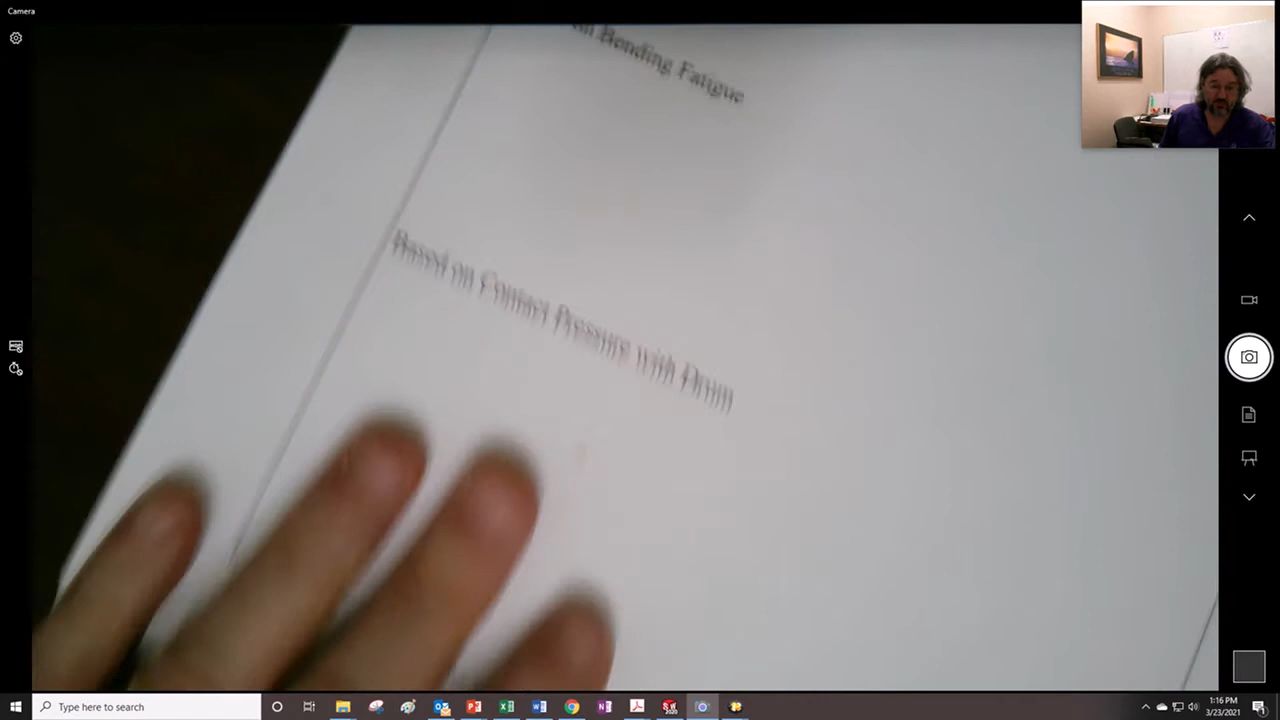 Camera
Bending Fatigue
Based on Contact Pressure with Drum
Type here to search
1:16 PM
3/23/2021